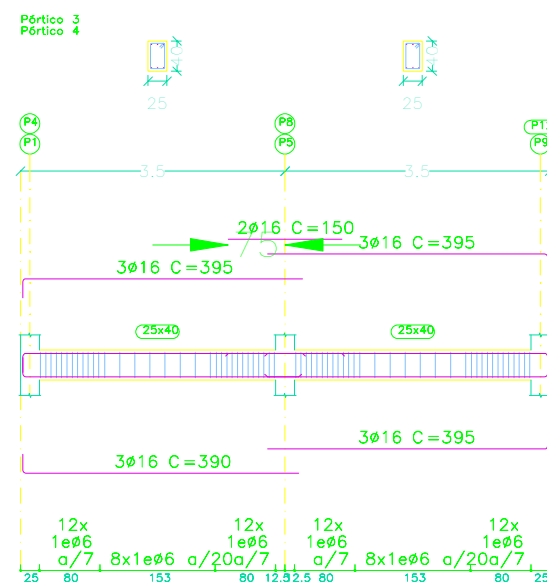 Pórtico 3
Pórtico 4
40
40
25
25
P4
P8
P1
P5
P9
3.5
3.5
2ø16 C=150
75
3ø16 C=395
3ø16 C=395
25x40
25x40
3ø16 C=395
3ø16 C=390
12x
12x
12x
12x
1eø6
1eø6
1eø6
1eø6
a/7
8x1eø6 a/20
a/7
a/7
8x1eø6 a/20
a/7
25
80
153
80
12.5
12.5
80
153
80
25